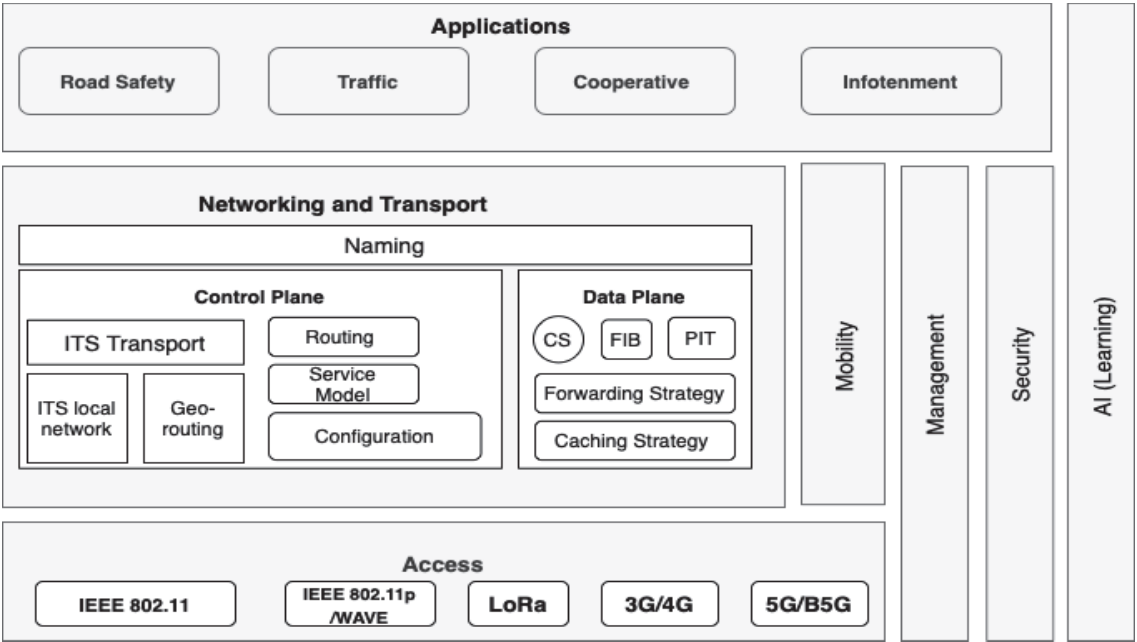 Applications
Road Safety
Traffic
Cooperative
Infotenment
Networking and Transport
Naming
Control Plane
ITS Transport
ITS local
network
Geo-
routing
Routing
Service
Model
Configuration
Data Plane
CS
FIB
PIT
Forwarding Strategy
Caching Strategy
Mobility
Management
Security
AI (Learning)
Access
IEEE 802.11
IEEE 802.11p
/WAVE
LoRa
3G/4G
5G/B5G